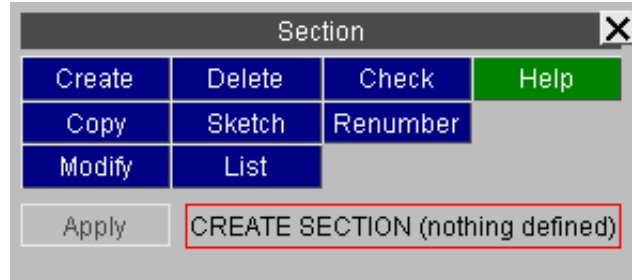 Section X
Create Delete Check Help
Copy Sketch Renumber
Modify List
Apply CREATE SECTION (nothing defined)